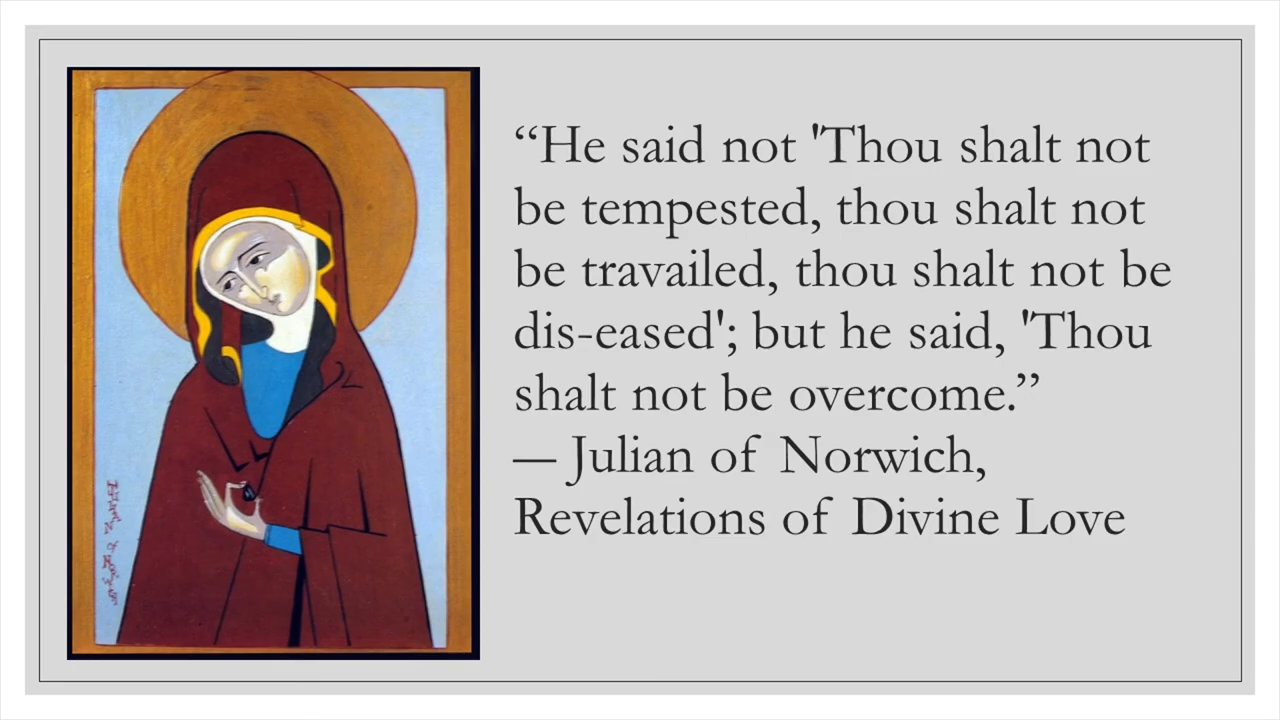 “He said not 'Thou shalt not
be tempested, thou shalt not
be travailed, thou shalt not be
dis-eased'; but he said, 'Thou
shalt not be overcome.”
— Julian of Norwich,
Revelations of Divine Love